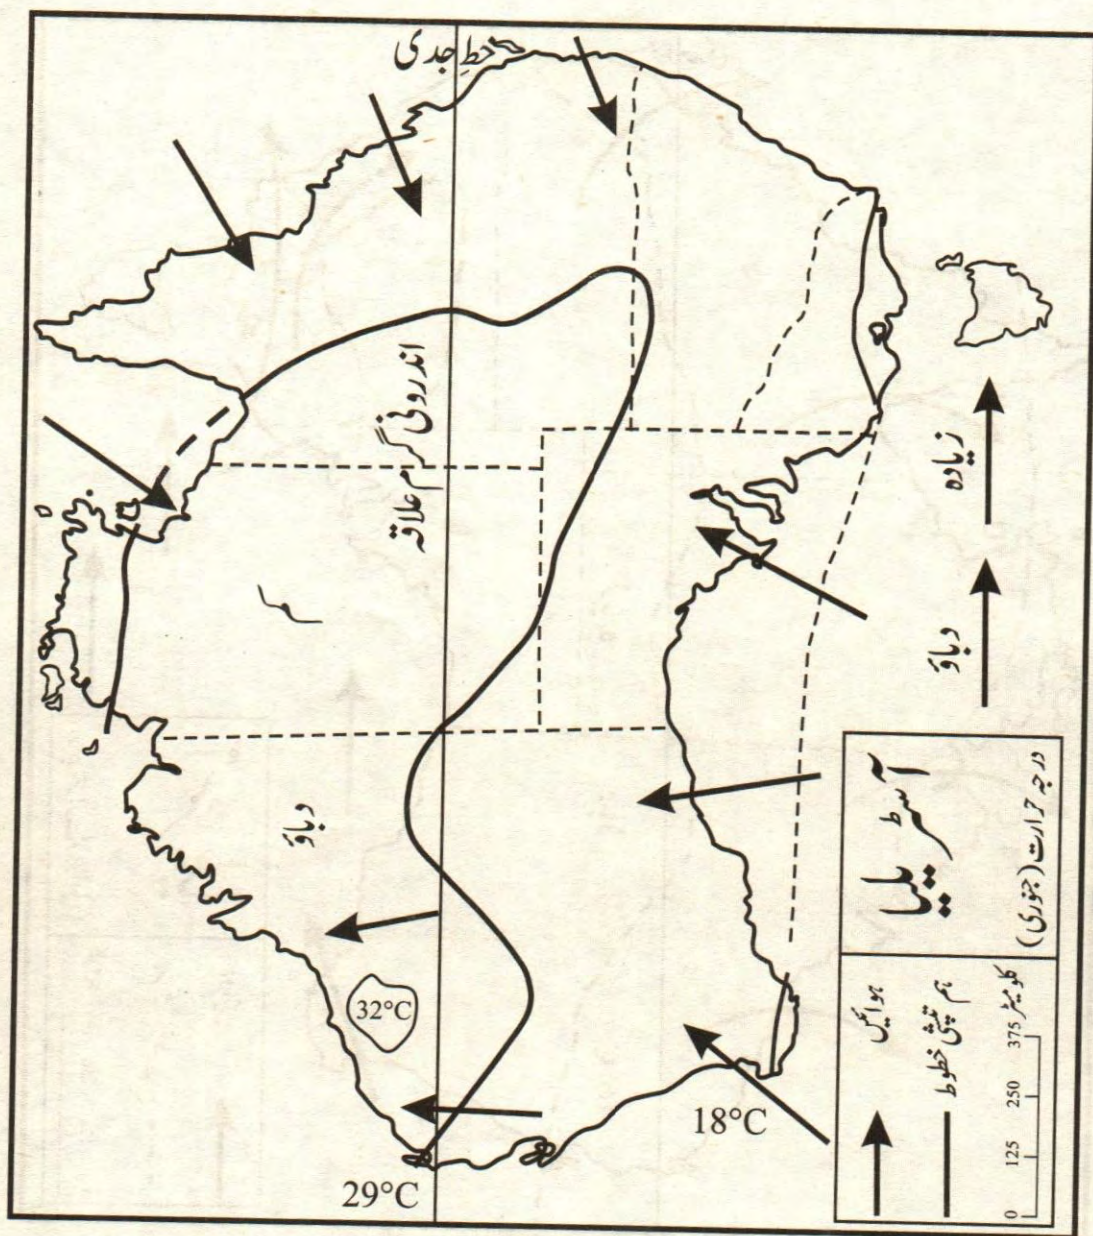 خطِ جدی
اندرونی گرم علاقہ
دباؤ
32°C
29°C
18°C
زیادہ
دباؤ
آسٹریلیا
درجہ حرارت (جنوری)
ہوائیں
ہم تپشی خطوط
کلومیٹر
0 125 250 375